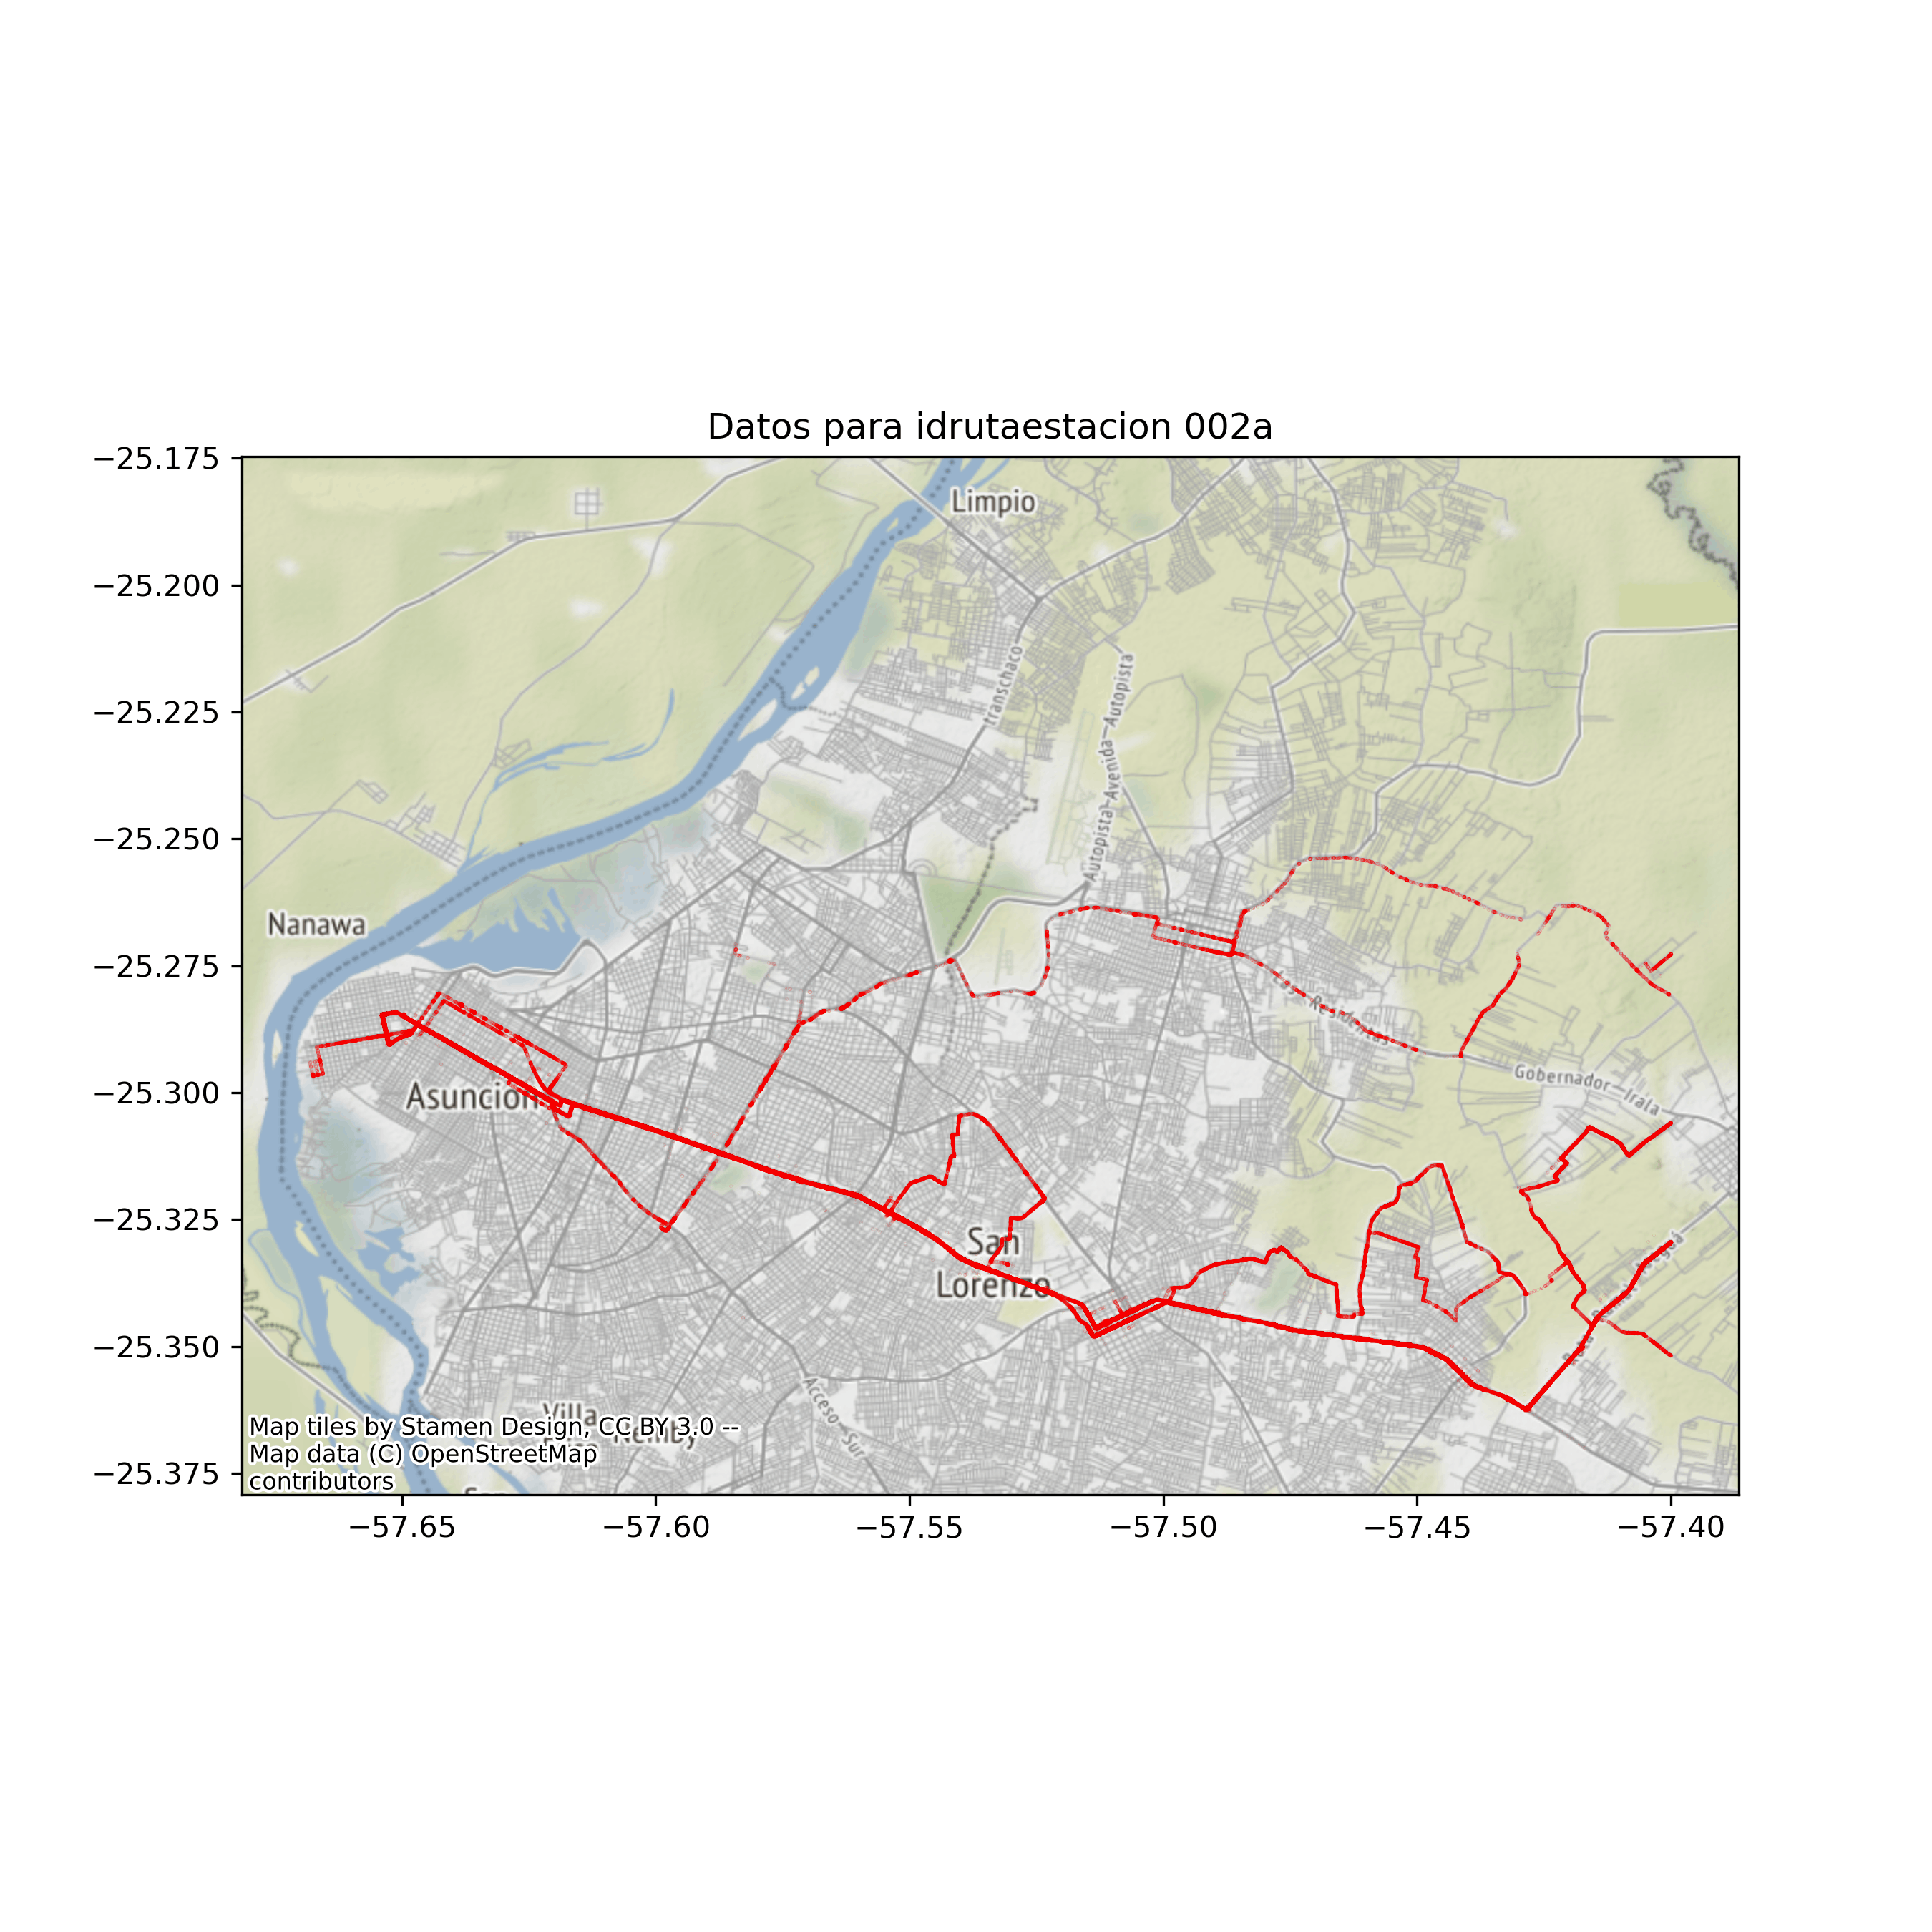 Datos para idrutaestacion 002a
−25.175
−25.200
−25.225
−25.250
−25.275
−25.300
−25.325
−25.350
−25.375
Limpio
transchaco
Autopista Avenida-Autopista
Nanawa
Residentas
Gobernador-Irala
Asuncion
San
Lorenzo
Acceso-Sur
Villa
Ñemby
Map tiles by Stamen Design, CC BY 3.0 --
Map data (C) OpenStreetMap
contributors
−57.65
−57.60
−57.55
−57.50
−57.45
−57.40